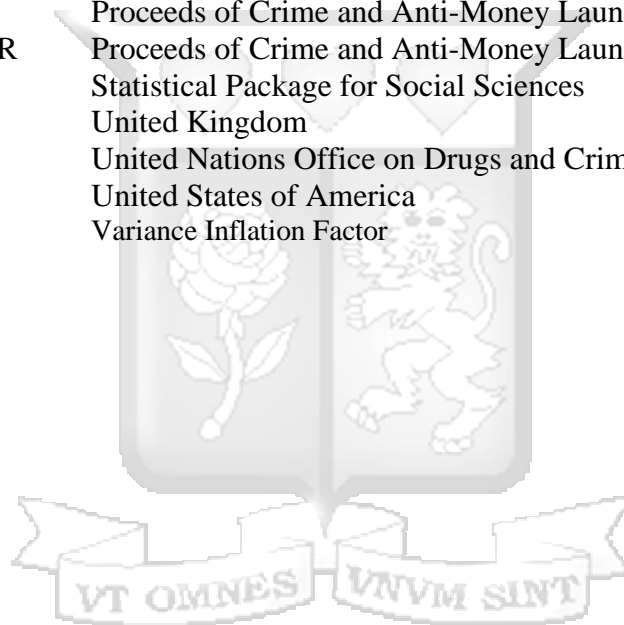 Proceeds of Crime and Anti-Money Laun
R Proceeds of Crime and Anti-Money Laun
Statistical Package for Social Sciences
United Kingdom
United Nations Office on Drugs and Crim
United States of America
Variance Inflation Factor
VT OMNES VNVM SINT